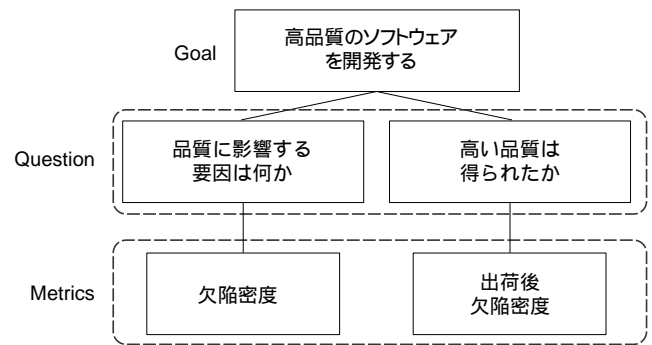 Goal
高品質のソフトウェア
を開発する
Question
品質に影響する
要因は何か
高い品質は
得られたか
Metrics
欠陥密度
出荷後
欠陥密度